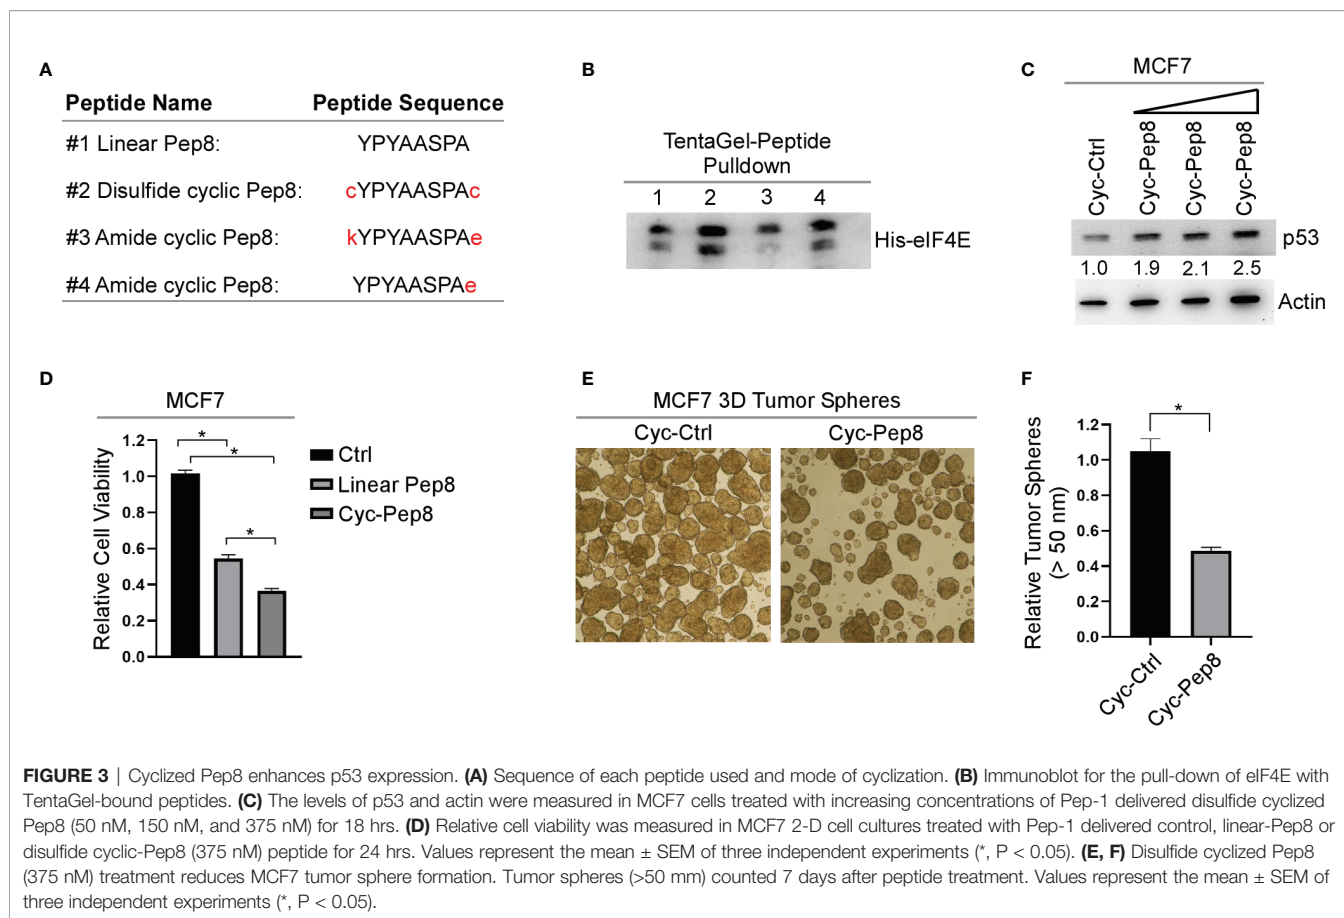 A
Peptide Name Peptide Sequence
#1 Linear Pep8: YPYAASPA
#2 Disulfide cyclic Pep8: cYPYAASPAc
#3 Amide cyclic Pep8: kYPYAASPAe
#4 Amide cyclic Pep8: YPYAASPAe
B
TentaGel-Peptide
Pulldown
1 2 3 4
His-eIF4E
C
MCF7
Cyc-Ctrl
Cyc-Pep8
Cyc-Pep8
Cyc-Pep8
p53
1.0 1.9 2.1 2.5
Actin
D
MCF7
Relative Cell Viability
1.2
1.0
0.8
0.6
0.4
0.2
0.0
*
*
*
Ctrl
Linear Pep8
Cyc-Pep8
E
MCF7 3D Tumor Spheres
Cyc-Ctrl Cyc-Pep8
F
Relative Tumor Spheres
(> 50 nm)
1.2
1.0
0.8
0.6
0.4
0.2
0.0
*
Cyc-Ctrl
Cyc-Pep8
FIGURE 3 | Cyclized Pep8 enhances p53 expression. (A) Sequence of each peptide used and mode of cyclization. (B) Immunoblot for the pull-down of eIF4E with
TentaGel-bound peptides. (C) The levels of p53 and actin were measured in MCF7 cells treated with increasing concentrations of Pep-1 delivered disulfide cyclized
Pep8 (50 nM, 150 nM, and 375 nM) for 18 hrs. (D) Relative cell viability was measured in MCF7 2-D cell cultures treated with Pep-1 delivered control, linear-Pep8 or
disulfide cyclic-Pep8 (375 nM) peptide for 24 hrs. Values represent the mean ± SEM of three independent experiments (*, P < 0.05). (E, F) Disulfide cyclized Pep8
(375 nM) treatment reduces MCF7 tumor sphere formation. Tumor spheres (>50 mm) counted 7 days after peptide treatment. Values represent the mean ± SEM of
three independent experiments (*, P < 0.05).